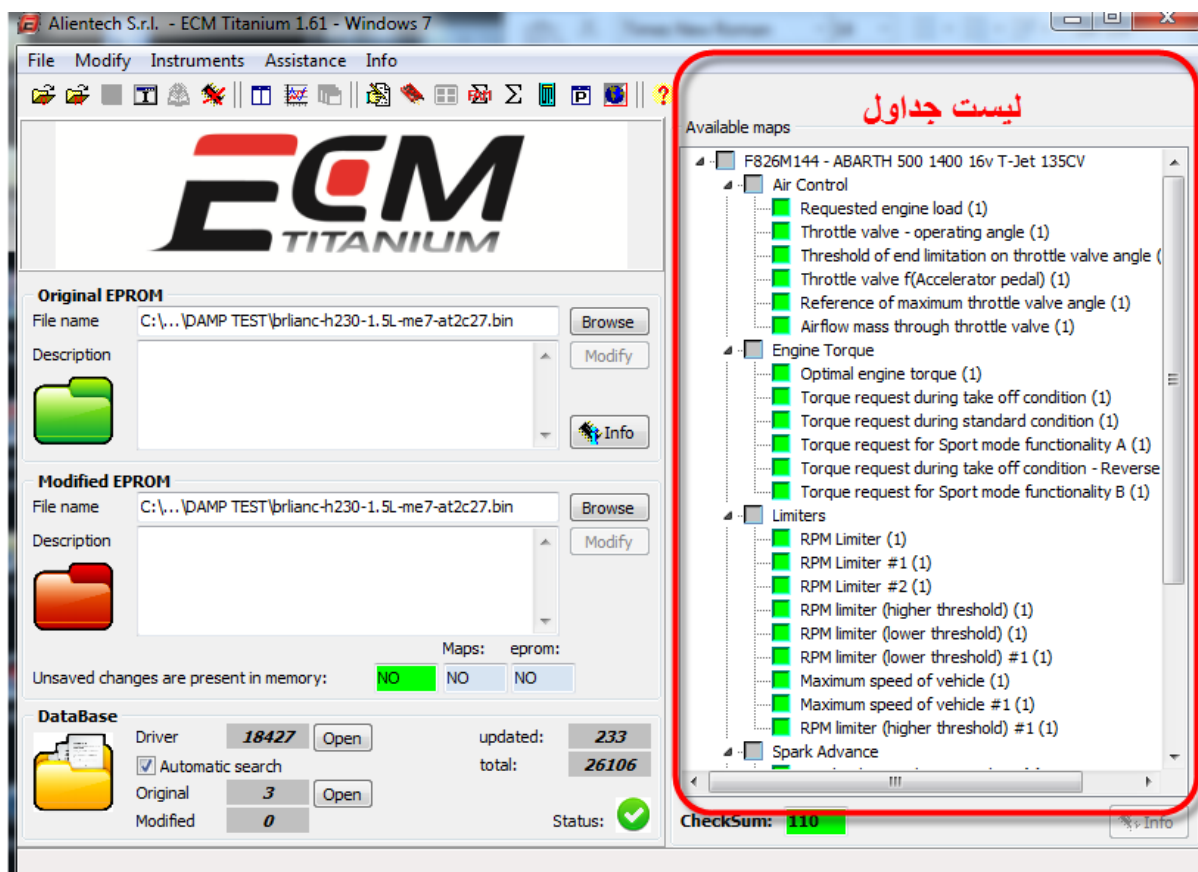 Alientech S.r.l. - ECM Titanium 1.61 - Windows 7
File Modify Instruments Assistance Info
ECM
TITANIUM
Original EPROM
File name C:\...\DAMP TEST\brlianc-h230-1.5L-me7-at2c27.bin Browse
Description Modify
Info
Modified EPROM
File name C:\...\DAMP TEST\brlianc-h230-1.5L-me7-at2c27.bin Browse
Description Modify
Maps: eprom:
Unsaved changes are present in memory: NO NO NO
DataBase
Driver 18427 Open updated: 233
Automatic search total: 26106
Original 3 Open
Modified 0 Status:
لیست جداول
Available maps
F826M144 - ABARTH 500 1400 16v T-Jet 135CV
Air Control
Requested engine load (1)
Throttle valve - operating angle (1)
Threshold of end limitation on throttle valve angle (
Throttle valve f(Accelerator pedal) (1)
Reference of maximum throttle valve angle (1)
Airflow mass through throttle valve (1)
Engine Torque
Optimal engine torque (1)
Torque request during take off condition (1)
Torque request during standard condition (1)
Torque request for Sport mode functionality A (1)
Torque request during take off condition - Reverse
Torque request for Sport mode functionality B (1)
Limiters
RPM Limiter (1)
RPM Limiter #1 (1)
RPM Limiter #2 (1)
RPM limiter (higher threshold) (1)
RPM limiter (lower threshold) (1)
RPM limiter (lower threshold) #1 (1)
Maximum speed of vehicle (1)
Maximum speed of vehicle #1 (1)
RPM limiter (higher threshold) #1 (1)
Spark Advance
CheckSum: 110 Info